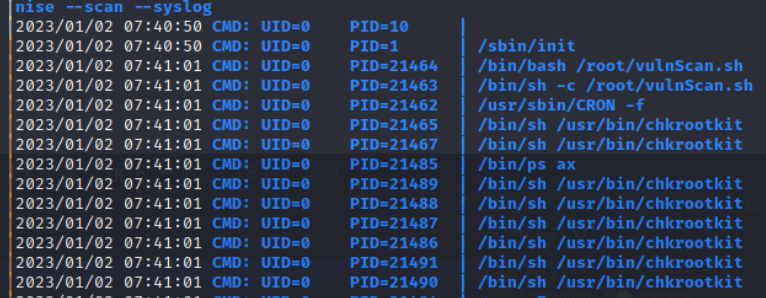 nise --scan --syslog
2023/01/02 07:40:50 CMD: UID=0 PID=10 |
2023/01/02 07:40:50 CMD: UID=0 PID=1 | /sbin/init
2023/01/02 07:41:01 CMD: UID=0 PID=21464 | /bin/bash /root/vulnScan.sh
2023/01/02 07:41:01 CMD: UID=0 PID=21463 | /bin/sh -c /root/vulnScan.sh
2023/01/02 07:41:01 CMD: UID=0 PID=21462 | /usr/sbin/CRON -f
2023/01/02 07:41:01 CMD: UID=0 PID=21465 | /bin/sh /usr/bin/chkrootkit
2023/01/02 07:41:01 CMD: UID=0 PID=21467 | /bin/sh /usr/bin/chkrootkit
2023/01/02 07:41:01 CMD: UID=0 PID=21485 | /bin/ps ax
2023/01/02 07:41:01 CMD: UID=0 PID=21489 | /bin/sh /usr/bin/chkrootkit
2023/01/02 07:41:01 CMD: UID=0 PID=21488 | /bin/sh /usr/bin/chkrootkit
2023/01/02 07:41:01 CMD: UID=0 PID=21487 | /bin/sh /usr/bin/chkrootkit
2023/01/02 07:41:01 CMD: UID=0 PID=21486 | /bin/sh /usr/bin/chkrootkit
2023/01/02 07:41:01 CMD: UID=0 PID=21491 | /bin/sh /usr/bin/chkrootkit
2023/01/02 07:41:01 CMD: UID=0 PID=21490 | /bin/sh /usr/bin/chkrootkit